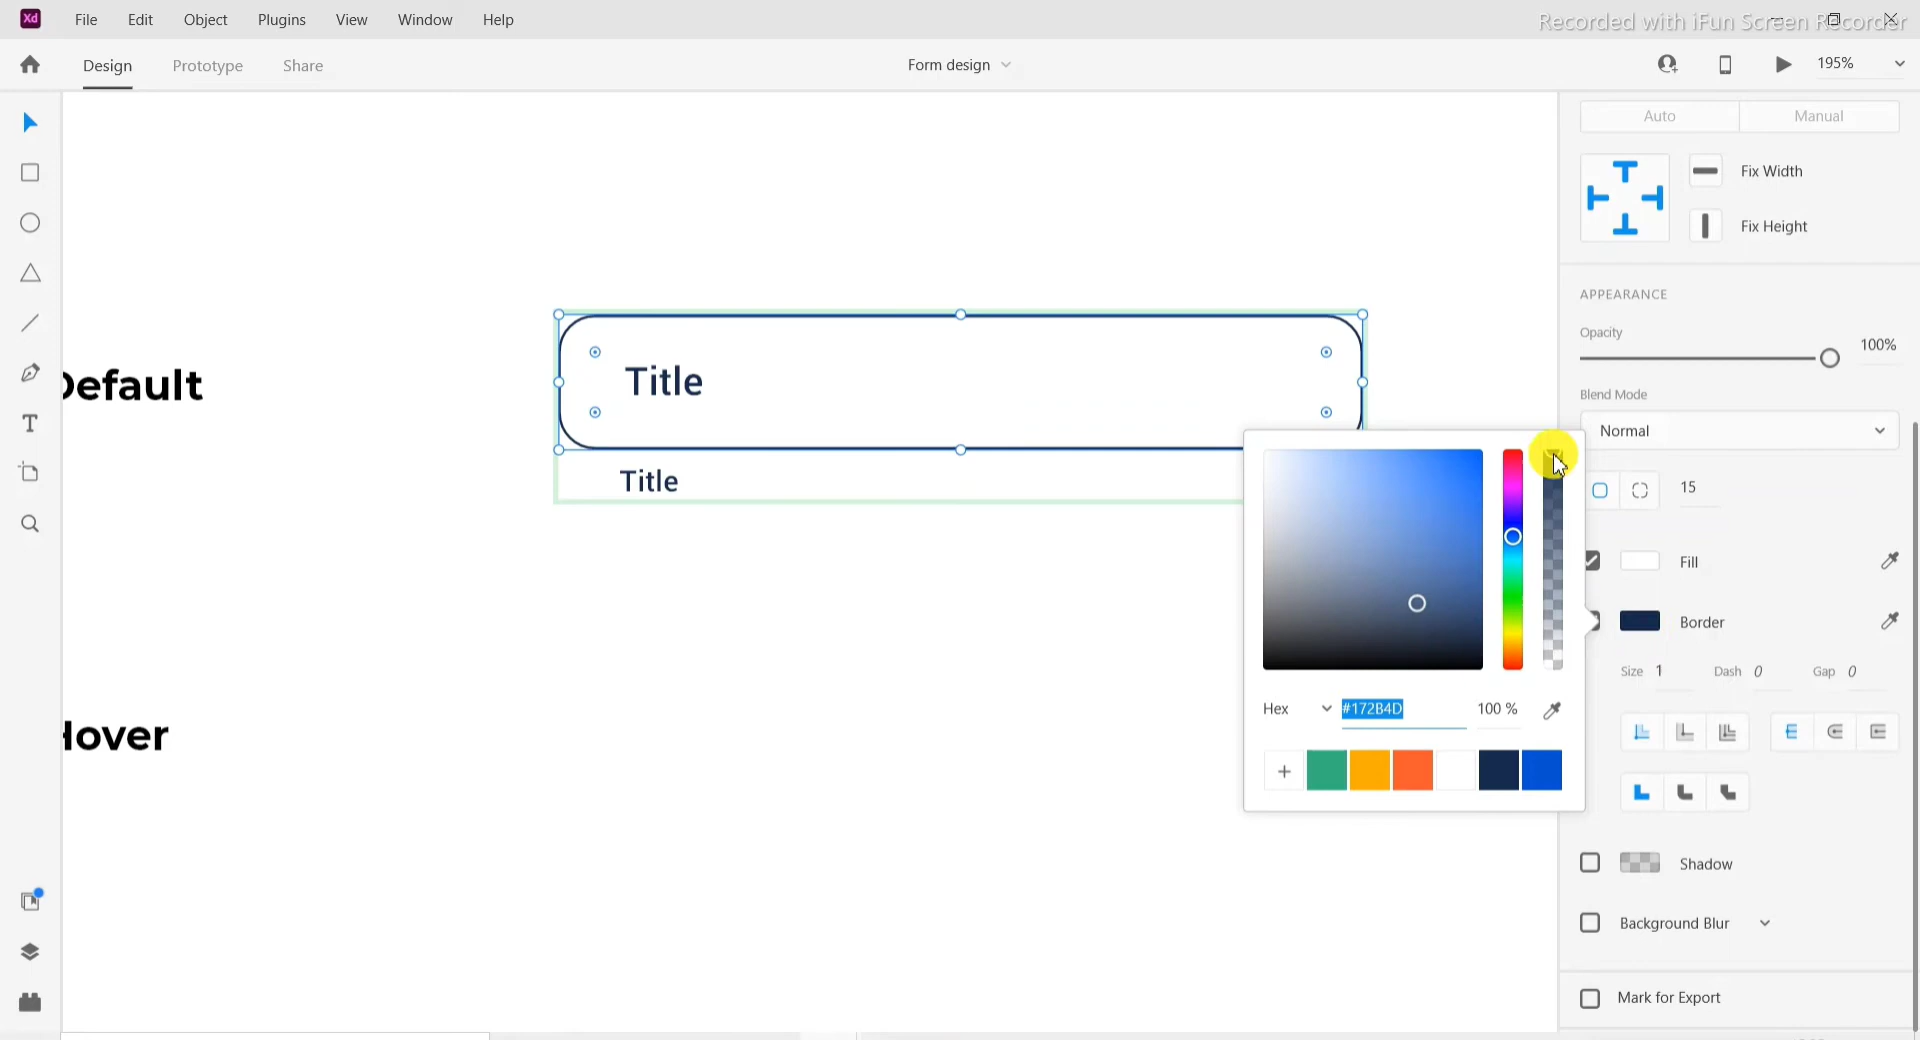 Xd File Edit Object Plugins View Window Help
Recorded with iFun Screen Recorder
Design Prototype Share
Form design
195%
Auto Manual
Fix Width
Fix Height
APPEARANCE
Opacity
100%
Blend Mode
Normal
15
Fill
Border
Size 1 Dash 0 Gap 0
Shadow
Background Blur
Mark for Export
Default
Title
Title
Hover
Hex #172B4D 100 %